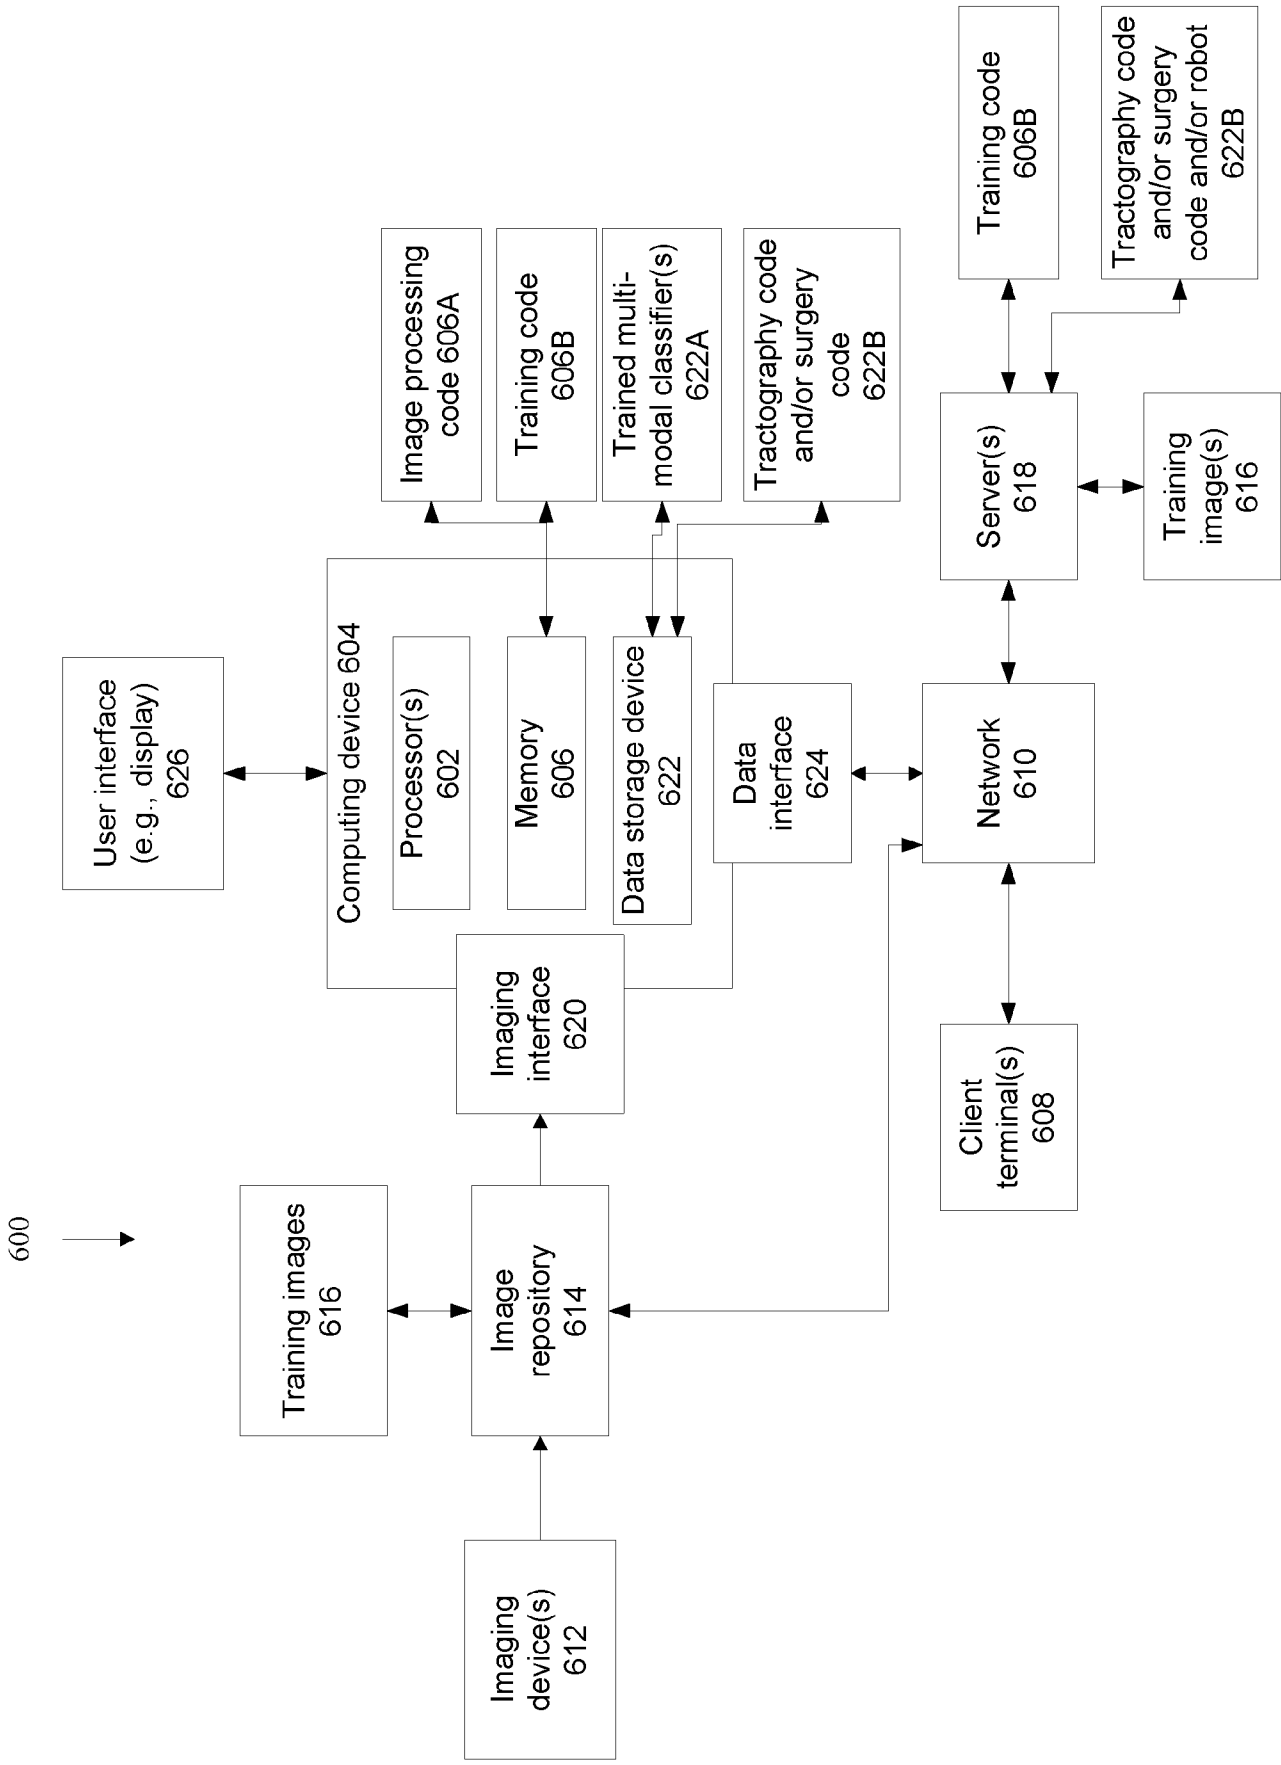 600
Imaging
device(s)
612
Training images
616
Image
repository
614
Imaging
interface
620
User interface
(e.g., display)
626
Computing device 604
Processor(s)
602
Memory
606
Data storage device
622
Data
interface
624
Image processing
code 606A
Training code
606B
Trained multi-
modal classifier(s)
622A
Tractography code
and/or surgery
code
622B
Client
terminal(s)
608
Network
610
Server(s)
618
Training
image(s)
616
Training code
606B
Tractography code
and/or surgery
code and/or robot
622B